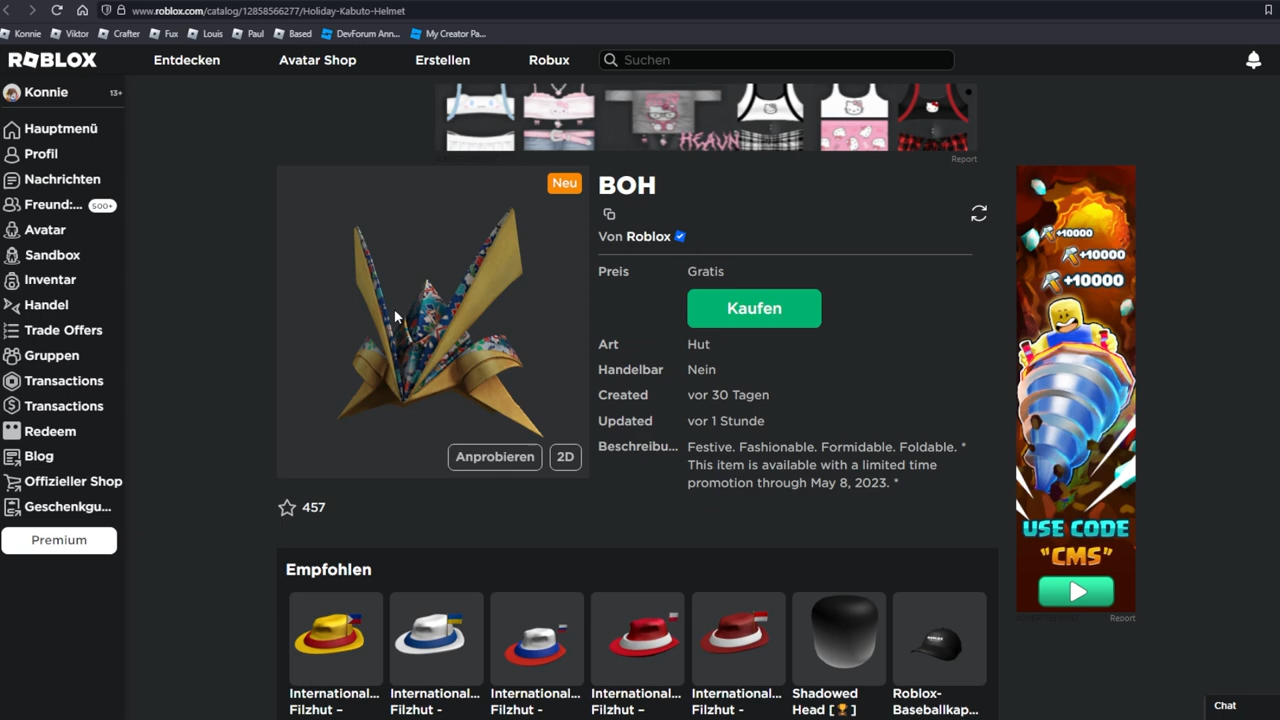 www.roblox.com/catalog/12858566277/Holiday-Kabuto-Helmet
Konnie Viktor Crafter Fux Louis Paul Based DevForum Ann... My Creator Pa...
ROBLOX Entdecken Avatar Shop Erstellen Robux Suchen
Konnie 13+
Hauptmenü
Profil
Nachrichten
Freund:... 500+
Avatar
Sandbox
Inventar
Handel
Trade Offers
Gruppen
Transactions
Transactions
Redeem
Blog
Offizieller Shop
Geschenkgu...
Premium
HEAVN
Report
Neu
Anprobieren 2D
457
BOH
Von Roblox
Preis Gratis
Kaufen
Art Hut
Handelbar Nein
Created vor 30 Tagen
Updated vor 1 Stunde
Beschreibu... Festive. Fashionable. Formidable. Foldable. *
This item is available with a limited time
promotion through May 8, 2023. *
+10000
+10000
+10000
USE CODE
"CMS"
ADVERTISEMENT Report
Empfohlen
International... International... International... International... International... Shadowed Roblox-
Filzhut – Filzhut - Filzhut - Filzhut – Filzhut - Head [🏆] Baseballkap...
Chat